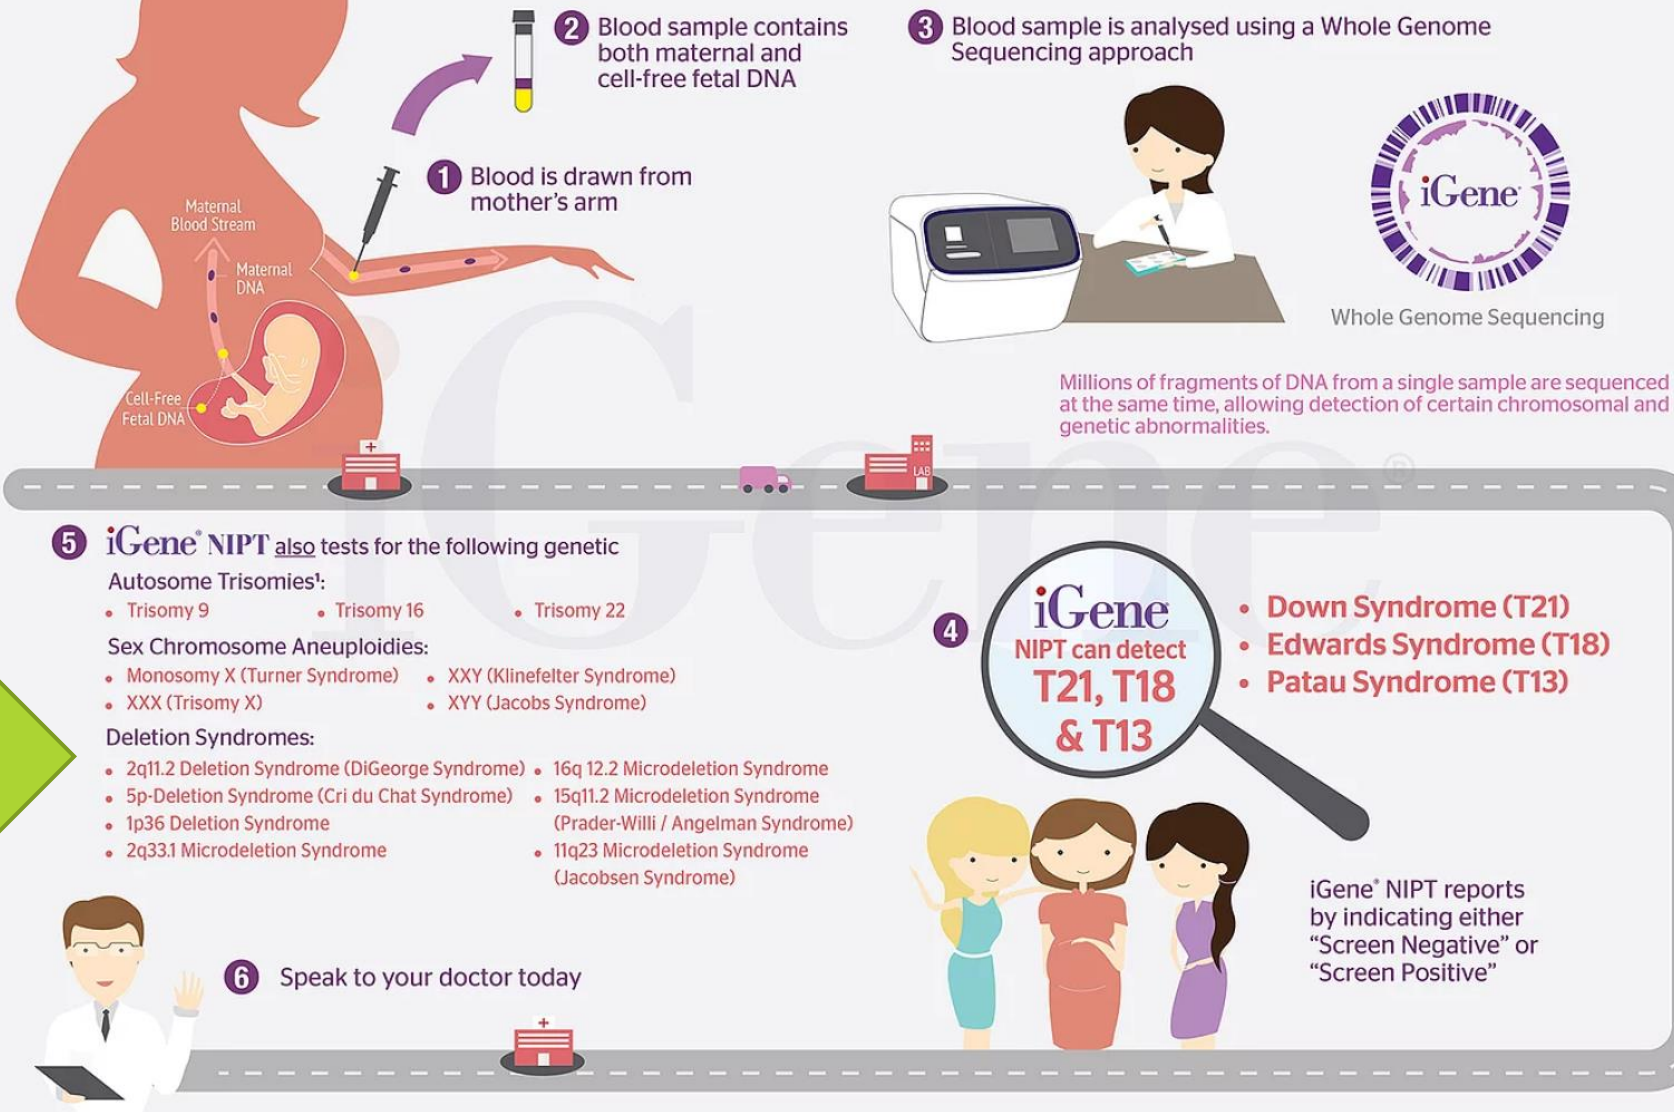 1 Blood is drawn from
mother's arm
Maternal
Blood Stream
Maternal
DNA
Cell-Free
Fetal DNA
2 Blood sample contains
both maternal and
cell-free fetal DNA
3 Blood sample is analysed using a Whole Genome
Sequencing approach
iGene®
Whole Genome Sequencing
Millions of fragments of DNA from a single sample are sequenced
at the same time, allowing detection of certain chromosomal and
genetic abnormalities.
iGene®
LAB
4
iGene
NIPT can detect
T21, T18
& T13
• Down Syndrome (T21)
• Edwards Syndrome (T18)
• Patau Syndrome (T13)
iGene® NIPT reports
by indicating either
“Screen Negative” or
“Screen Positive”
5 iGene® NIPT also tests for the following genetic
Autosome Trisomies¹:
• Trisomy 9 • Trisomy 16 • Trisomy 22
Sex Chromosome Aneuploidies:
• Monosomy X (Turner Syndrome) • XXY (Klinefelter Syndrome)
• XXX (Trisomy X) • XYY (Jacobs Syndrome)
Deletion Syndromes:
• 2q11.2 Deletion Syndrome (DiGeorge Syndrome) • 16q 12.2 Microdeletion Syndrome
• 5p-Deletion Syndrome (Cri du Chat Syndrome) • 15q11.2 Microdeletion Syndrome
(Prader-Willi / Angelman Syndrome)
• 1p36 Deletion Syndrome
• 2q33.1 Microdeletion Syndrome • 11q23 Microdeletion Syndrome
(Jacobsen Syndrome)
6 Speak to your doctor today